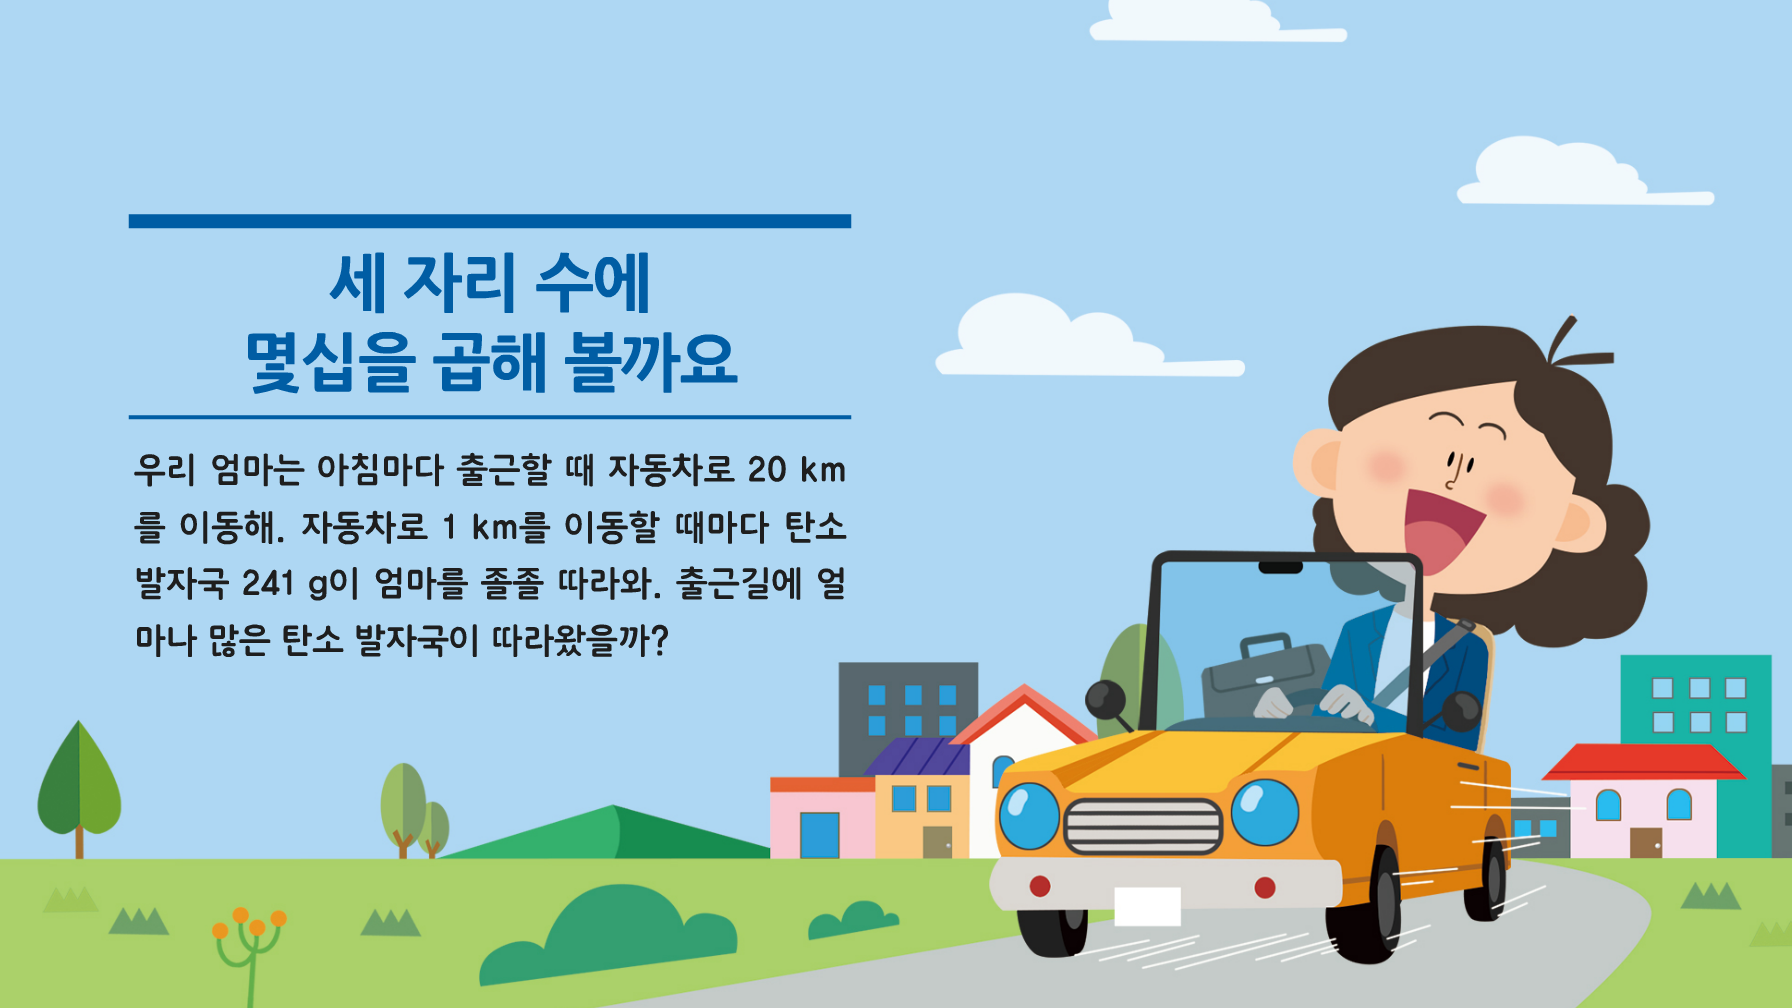 세 자리 수에
몇십을 곱해 볼까요
우리 엄마는 아침마다 출근할 때 자동차로 20 km
를 이동해. 자동차로 1 km를 이동할 때마다 탄소
발자국 241 g이 엄마를 졸졸 따라와. 출근길에 얼
마나 많은 탄소 발자국이 따라왔을까?